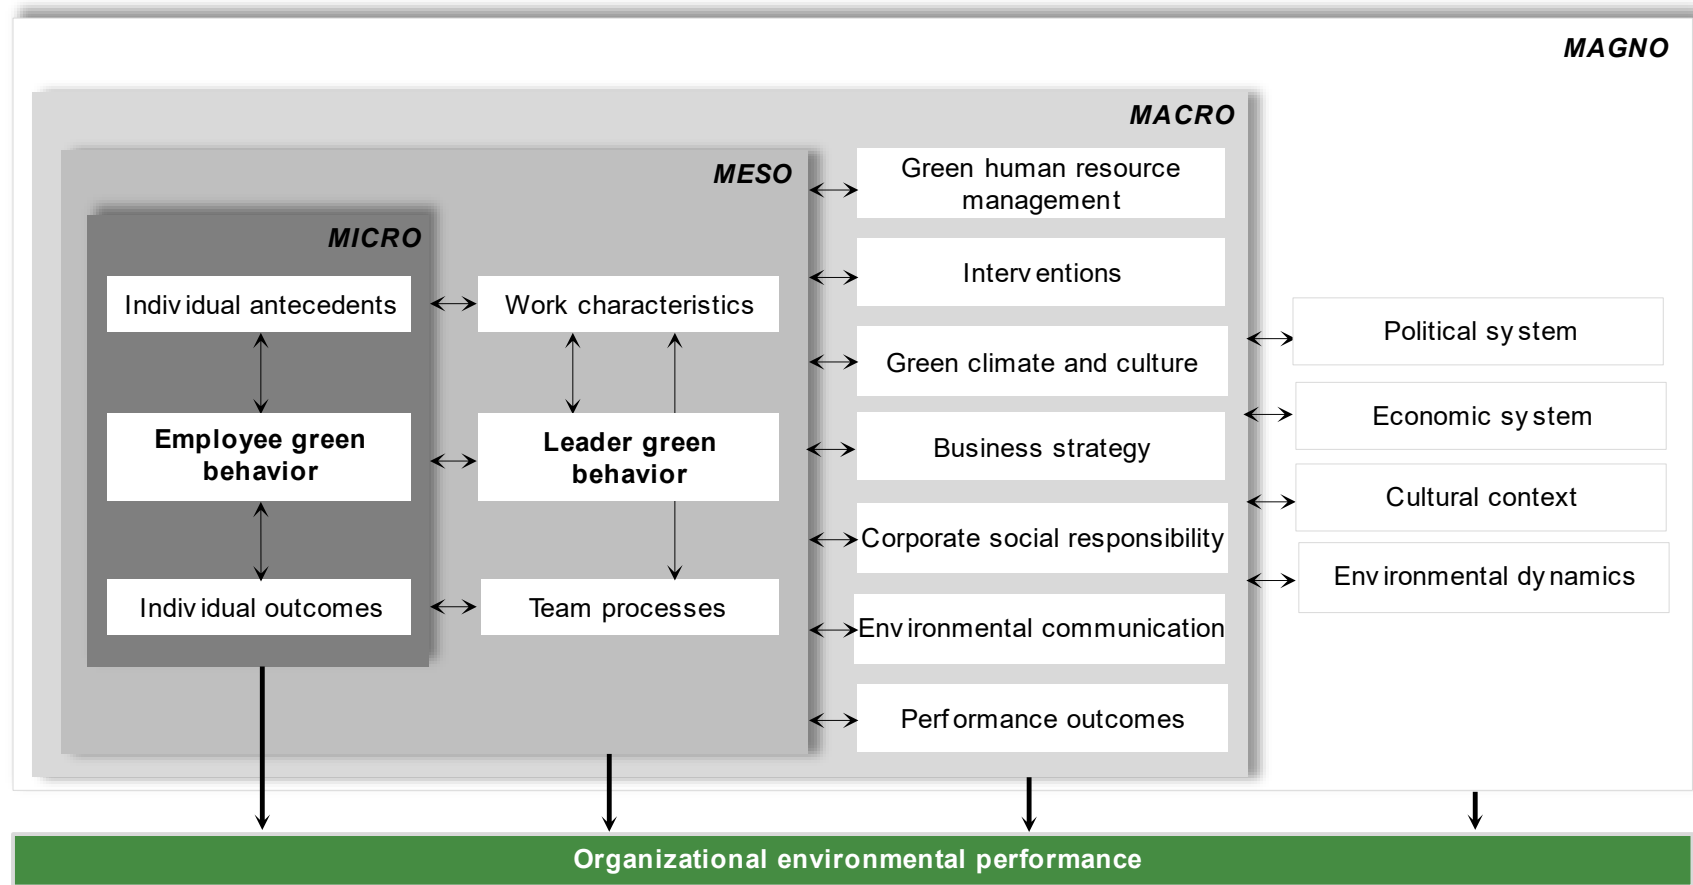 MAGNO
MACRO
MESO
MICRO
Individual antecedents
Employee green
behavior
Individual outcomes
Work characteristics
Leader green
behavior
Team processes
Green human resource
management
Interventions
Green climate and culture
Business strategy
Corporate social responsibility
Environmental communication
Performance outcomes
Political system
Economic system
Cultural context
Environmental dynamics
Organizational environmental performance